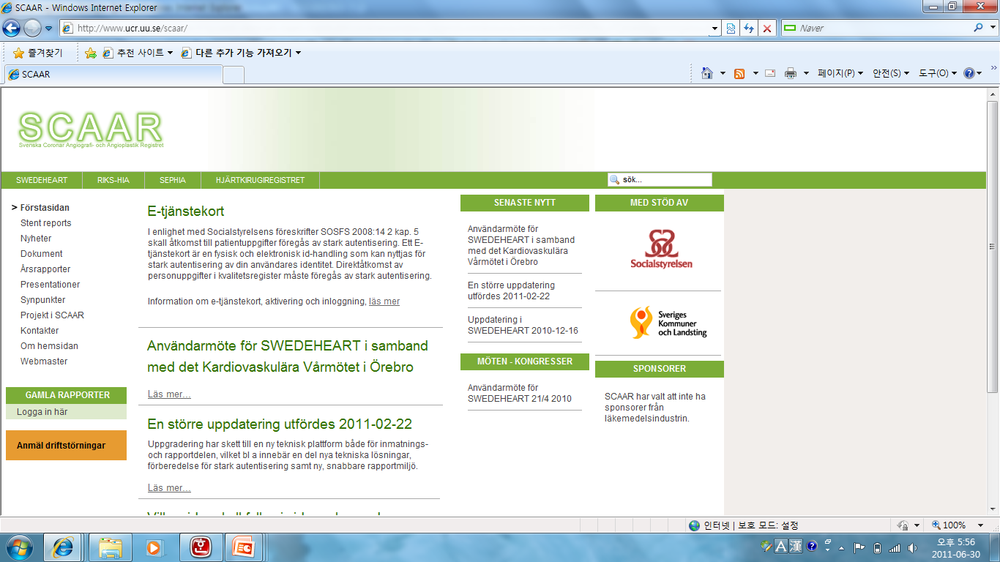 SCAAR - Windows Internet Explorer
http://www.ucr.uu.se/scaar/
Naver
즐겨찾기
추천 사이트
다른 추가 기능 가져오기
SCAAR
페이지(P)
안전(S)
도구(O)
SCAAR
Svenska Coronar Angiografi- och Angioplastik Registret
SWEDEHEART
RIKS-HIA
SEPHIA
HJÄRTKIRUGIREGISTRET
sök...
> Förstasidan
Stent reports
Nyheter
Dokument
Årsrapporter
Presentationer
Synpunkter
Projekt i SCAAR
Kontakter
Om hemsidan
Webmaster
GAMLA RAPPORTER
Logga in här
Anmäl driftstörningar
E-tjänstekort
I enlighet med Socialstyrelsens föreskrifter SOSFS 2008:14 2 kap. 5
skall åtkomst till patientuppgifter föregås av stark autentisering. Ett E-
tjänstekort är en fysisk och elektronisk id-handling som kan nyttjas för
stark autentisering av din användares identitet. Direktåtkomst av
personuppgifter i kvalitetsregister måste föregås av stark autentisering.
Information om e-tjänstekort, aktivering och inloggning, läs mer
Användarmöte för SWEDEHEART i samband
med det Kardiovaskulära Vårmötet i Örebro
Läs mer...
En större uppdatering utfördes 2011-02-22
Uppgradering har skett till en ny teknisk plattform både för inmatnings-
och rapportdelen, vilket bl a innebär en del nya tekniska lösningar,
förberedelse för stark autentisering samt ny, snabbare rapportmiljö.
Läs mer...
SENASTE NYTT
Användarmöte för
SWEDEHEART i samband
med det Kardiovaskulära
Vårmötet i Örebro
En större uppdatering
utfördes 2011-02-22
Uppdatering i
SWEDEHEART 2010-12-16
MÖTEN - KONGRESSER
Användarmöte för
SWEDEHEART 21/4 2010
MED STÖD AV
Socialstyrelsen
Sveriges
Kommuner
och Landsting
SPONSORER
SCAAR har valt att inte ha
sponsorer från
läkemedelsindustrin.
인터넷 | 보호 모드: 설정
100%
A 漢
오후 5:56
2011-06-30